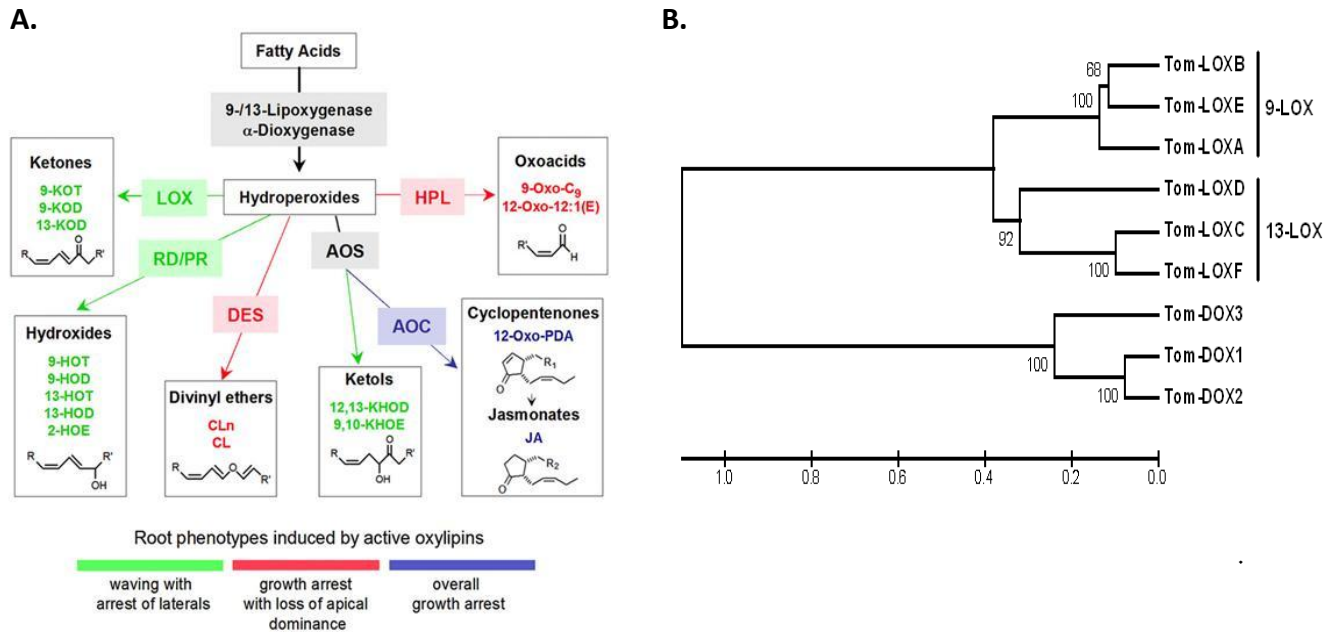 A.
Fatty Acids
9-/13-Lipoxygenase
α-Dioxygenase
Ketones
9-KOT
9-KOD
13-KOD
O
R
R'
LOX
Hydroperoxides
HPL
Oxoacids
9-Oxo-C₉
12-Oxo-12:1(E)
O
R'
H
RD/PR
AOS
DES
AOC
Hydroxides
9-HOT
9-HOD
13-HOT
13-HOD
2-HOE
R
R'
OH
Divinyl ethers
CLn
CL
R
O
R'
Ketols
12,13-KHOD
9,10-KHOE
O
R
R'
OH
Cyclopentenones
12-Oxo-PDA
R₁
O
Jasmonates
JA
R₂
O
Root phenotypes induced by active oxylipins
waving with
arrest of laterals
growth arrest
with loss of apical
dominance
overall
growth arrest
B.
68
100
92
100
100
100
Tom-LOXB
Tom-LOXE
Tom-LOXA
Tom-LOXD
Tom-LOXC
Tom-LOXF
Tom-DOX3
Tom-DOX1
Tom-DOX2
9-LOX
13-LOX
1.0 0.8 0.6 0.4 0.2 0.0
.